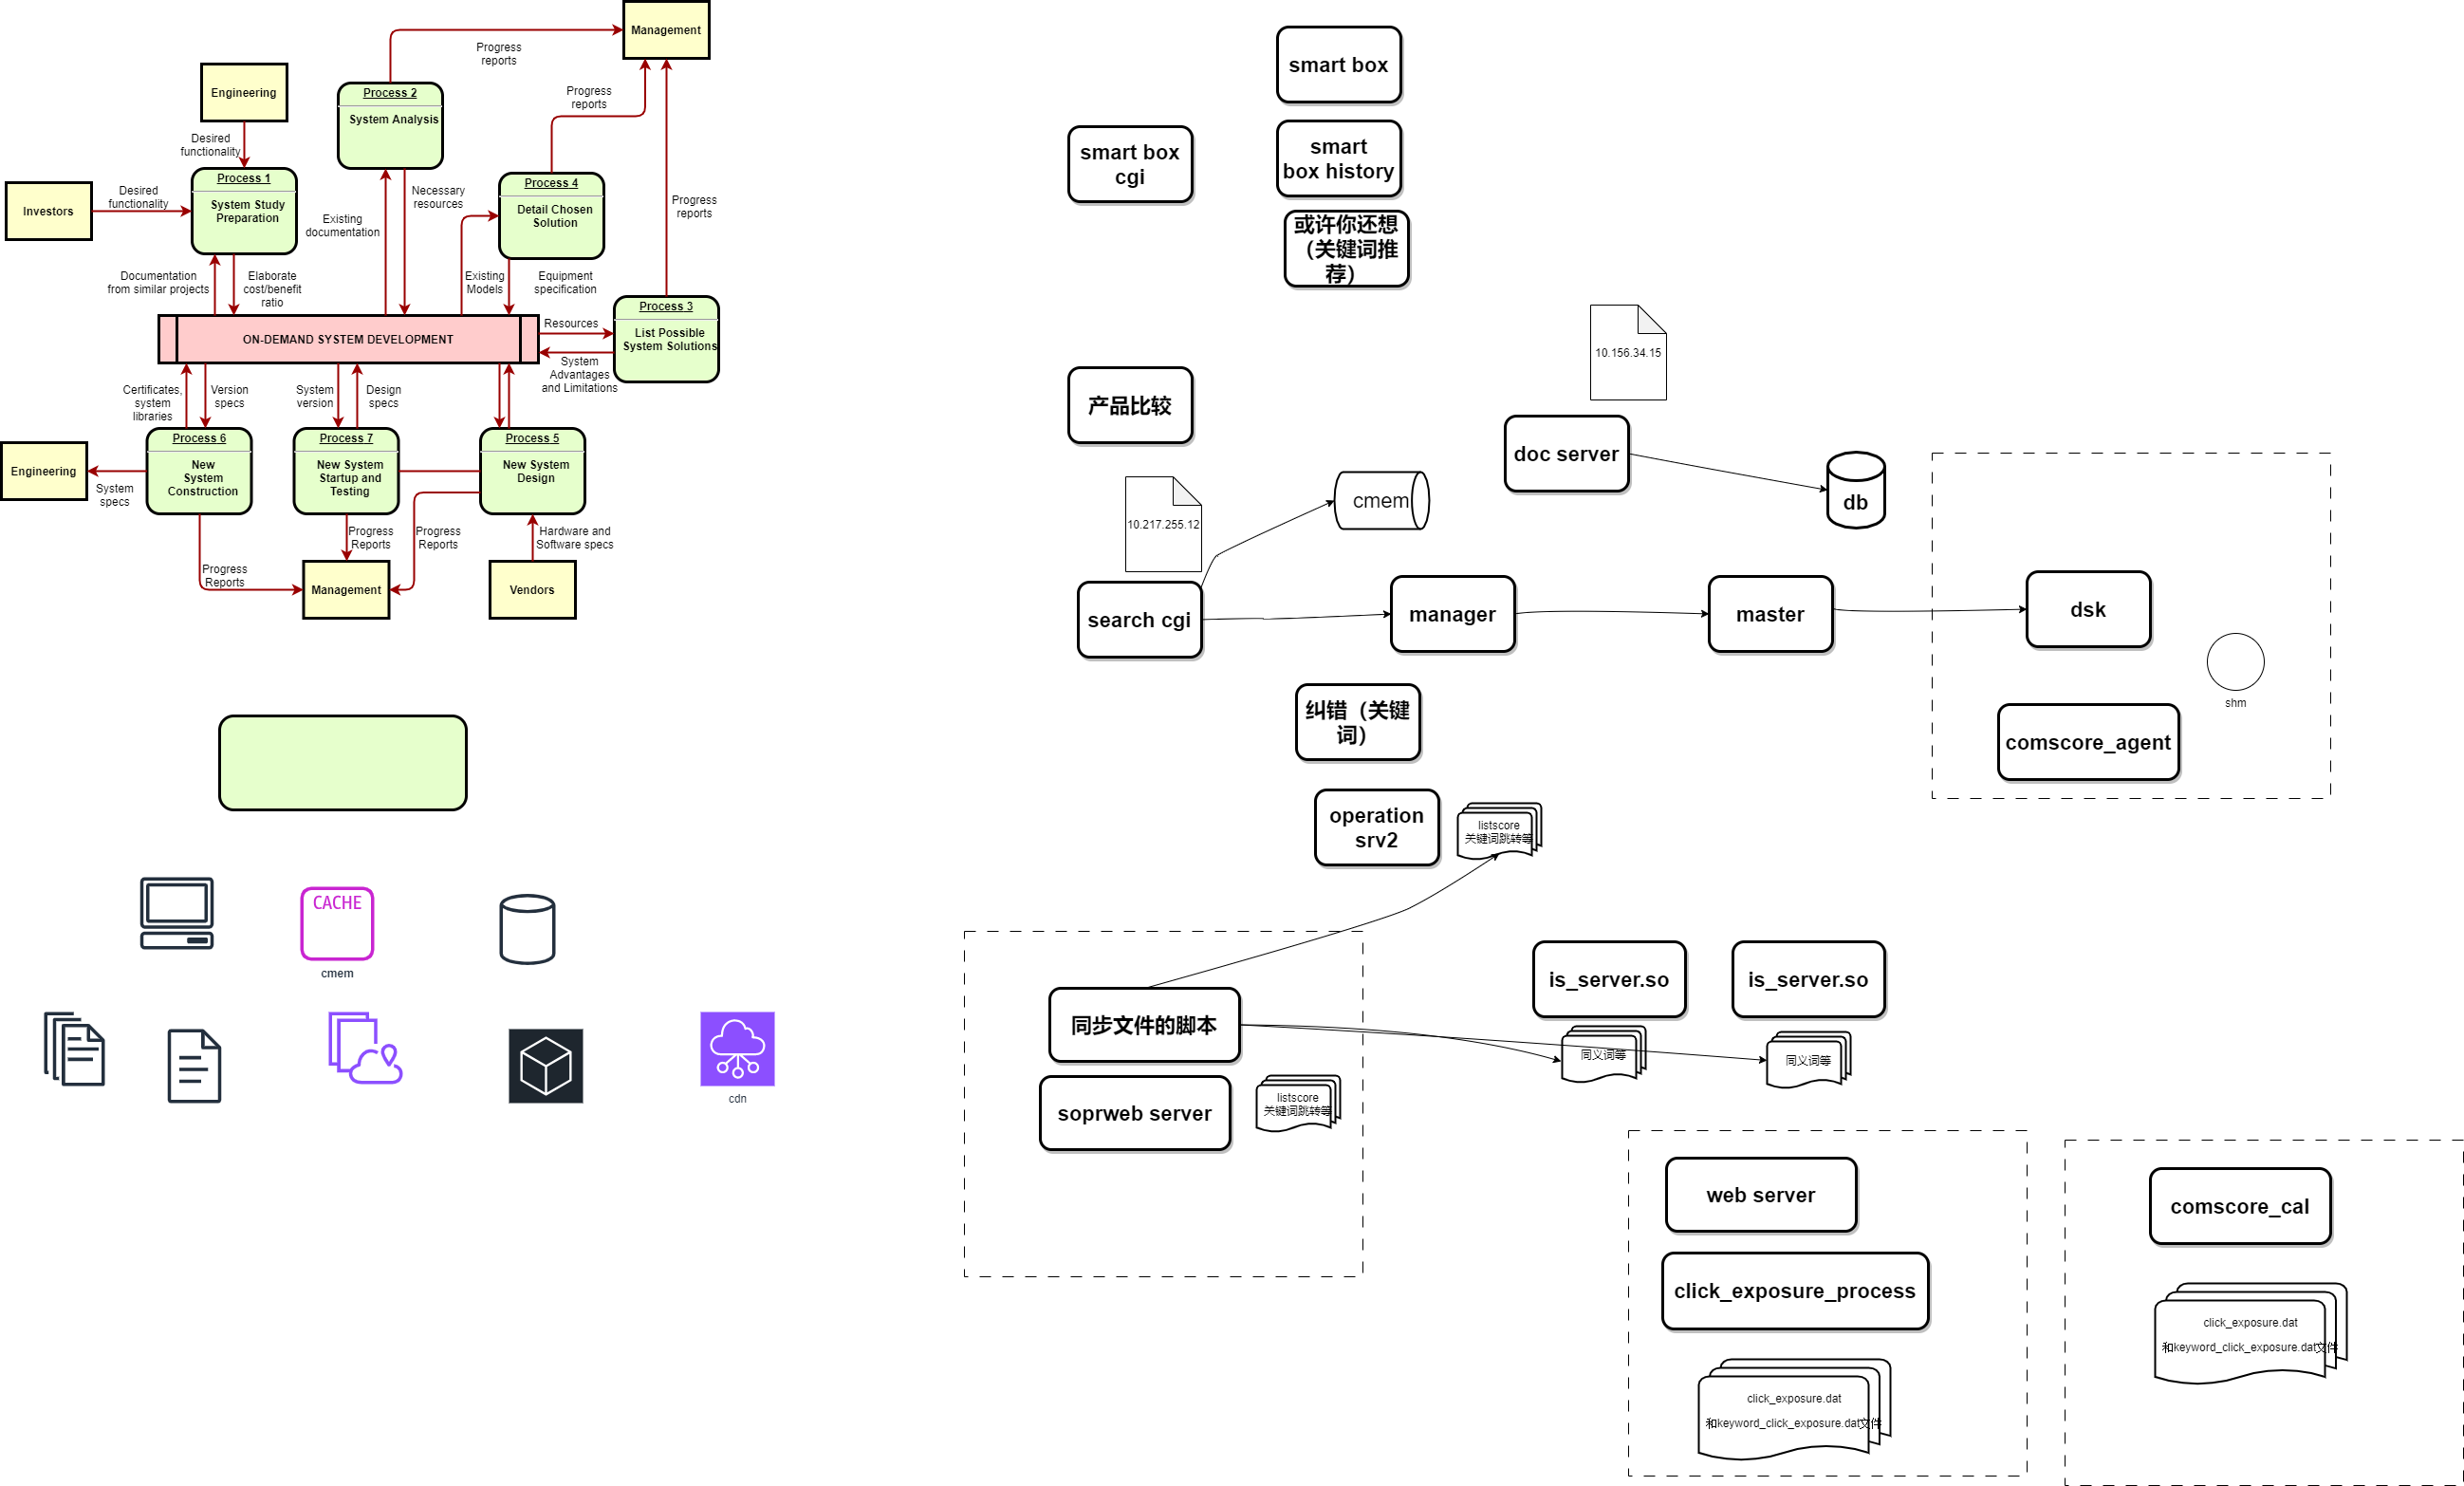 Management
Progress
reports
Engineering
Process 2
System Analysis
Progress
reports
Desired
functionality
Process 1
System Study
Preparation
Investors
Desired
functionality
Necessary
resources
Existing
documentation
Process 4
Detail Chosen
Solution
Progress
reports
Documentation
from similar projects
Elaborate
cost/benefit
ratio
Existing
Models
Equipment
specification
Process 3
List Possible
System Solutions
ON-DEMAND SYSTEM DEVELOPMENT
Resources
System
Advantages
and Limitations
Certificates,
system
libraries
Version
specs
System
version
Design
specs
Process 6
New
System
Construction
Process 7
New System
Startup and
Testing
Process 5
New System
Design
Engineering
System
specs
Progress
Reports
Progress
Reports
Hardware and
Software specs
Progress
Reports
Management
Vendors
CACHE
cmem
cdn
smart box
smart box
cgi
smart
box history
或许你还想
（关键词推
荐）
10.156.34.15
产品比较
doc server
db
10.217.255.12
cmem
search cgi
manager
master
dsk
shm
comscore_agent
纠错（关键
词）
operation
srv2
listscore
关键词跳转等
is_server.so
is_server.so
同步文件的脚本
同义词等
同义词等
soprweb server
listscore
关键词跳转等
web server
comscore_cal
click_exposure_process
click_exposure.dat
和keyword_click_exposure.dat文件
click_exposure.dat
和keyword_click_exposure.dat文件